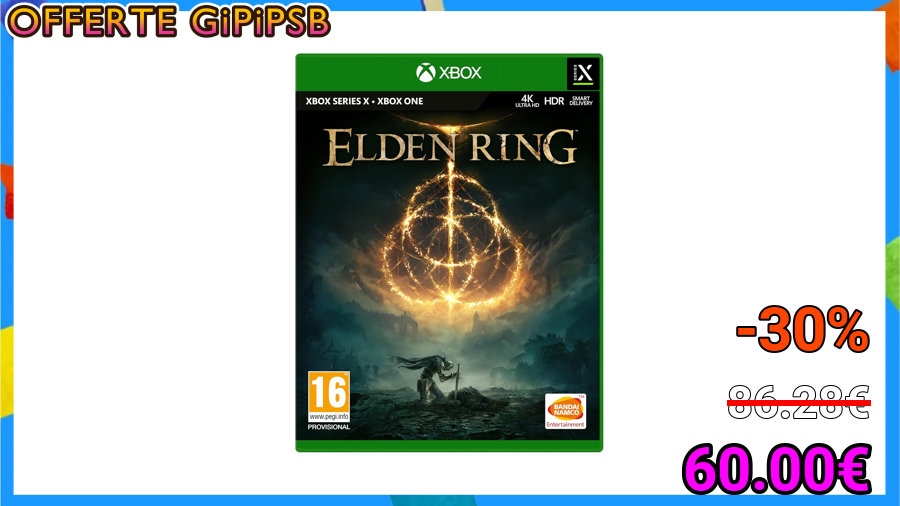 OFFERTE GiPiPSB
XBOX
SERIES X
XBOX SERIES X • XBOX ONE
4K
ULTRA HD
HDR
SMART
DELIVERY
ELDEN RING
16
www.pegi.info
PROVISIONAL
BANDAI
NAMCO
Entertainment
-30%
86.28€
60.00€